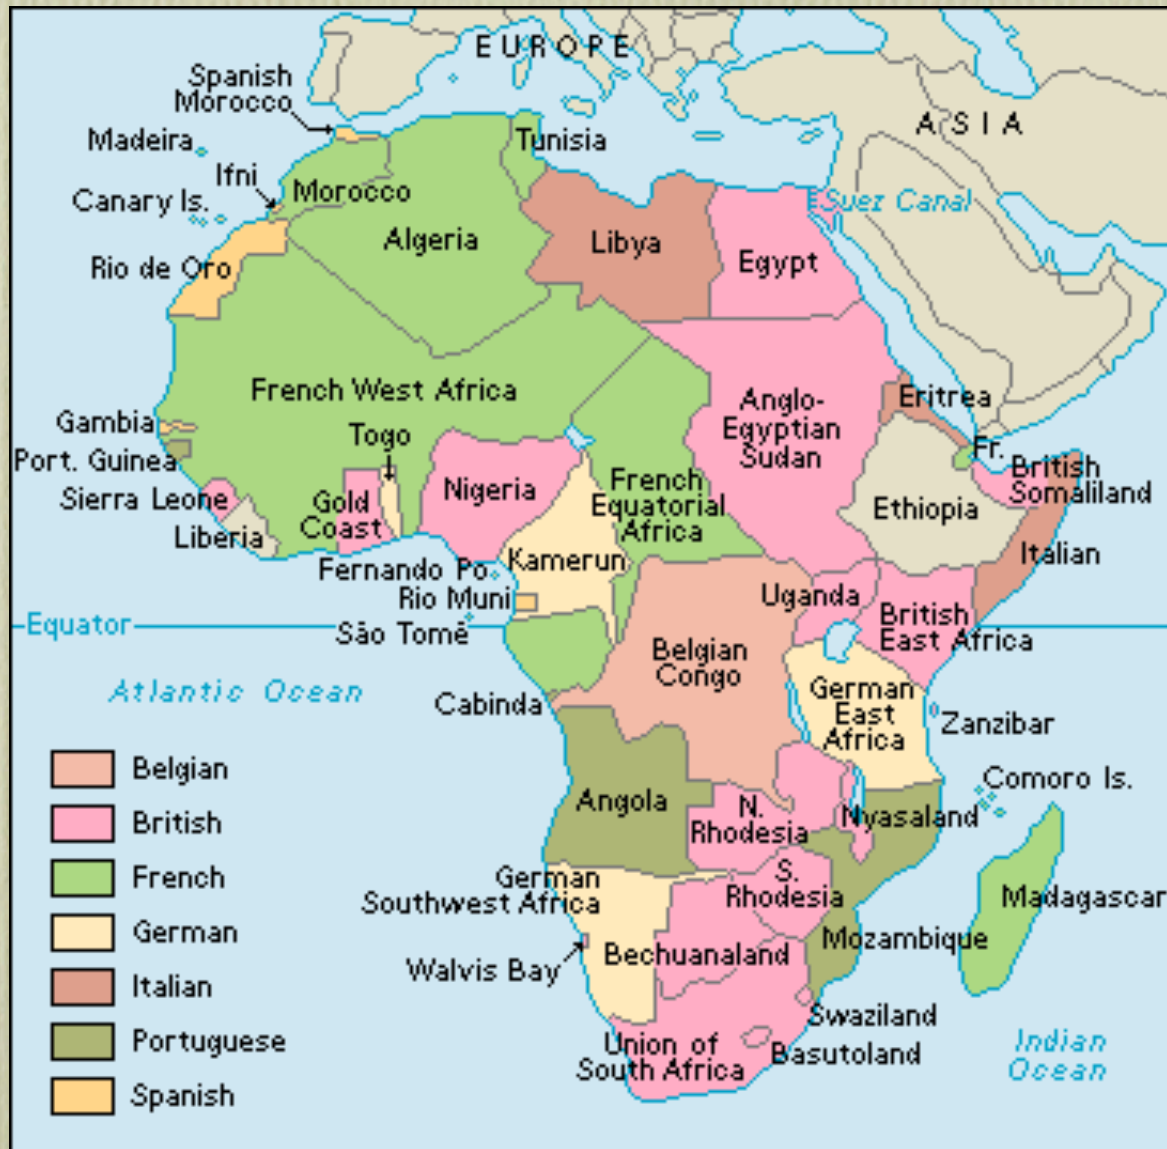 EUROPE
ASIA
Spanish
Morocco
Madeira
Ifni
Canary Is.
Morocco
Tunisia
Algeria
Libya
Egypt
Suez Canal
Rio de Oro
French West Africa
Gambia
Port. Guinea
Sierra Leone
Liberia
Togo
Gold
Coast
Nigeria
French
Equatorial
Africa
Anglo-
Egyptian
Sudan
Eritrea
Fr.
British
Somaliland
Ethiopia
Italian
Kamerun
Fernando Po
Rio Muni
São Tomé
Equator
Uganda
British
East Africa
Belgian
Congo
Atlantic Ocean
Cabinda
German
East
Africa
Zanzibar
Comoro Is.
Angola
N.
Rhodesia
Nyasaland
S.
Rhodesia
Madagascar
German
Southwest Africa
Mozambique
Walvis Bay
Bechuanaland
Swaziland
Basutoland
Union of
South Africa
Indian
Ocean
Belgian
British
French
German
Italian
Portuguese
Spanish